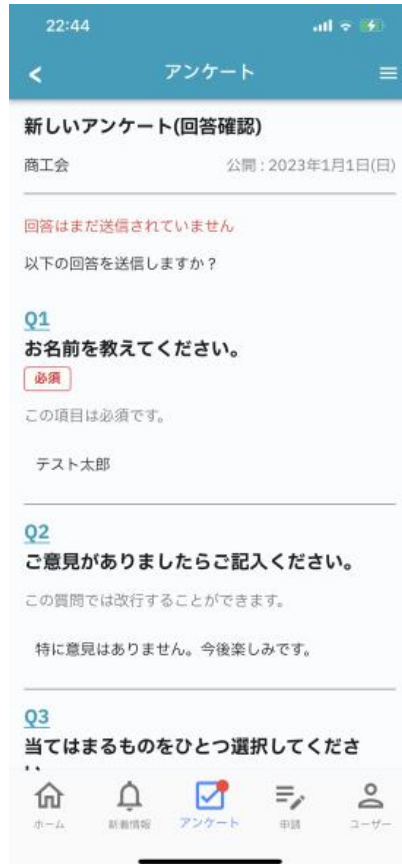 22:44
アンケート
新しいアンケート(回答確認)
商工会 公開 : 2023年1月1日(日)
回答はまだ送信されていません
以下の回答を送信しますか？
Q1
お名前を教えてください。
必須
この項目は必須です。
テスト太郎
Q2
ご意見がありましたらご記入ください。
この質問では改行することができます。
特に意見はありません。今後楽しみです。
Q3
当てはまるものをひとつ選択してくださ
ホーム 新着情報 アンケート 申請 ユーザー